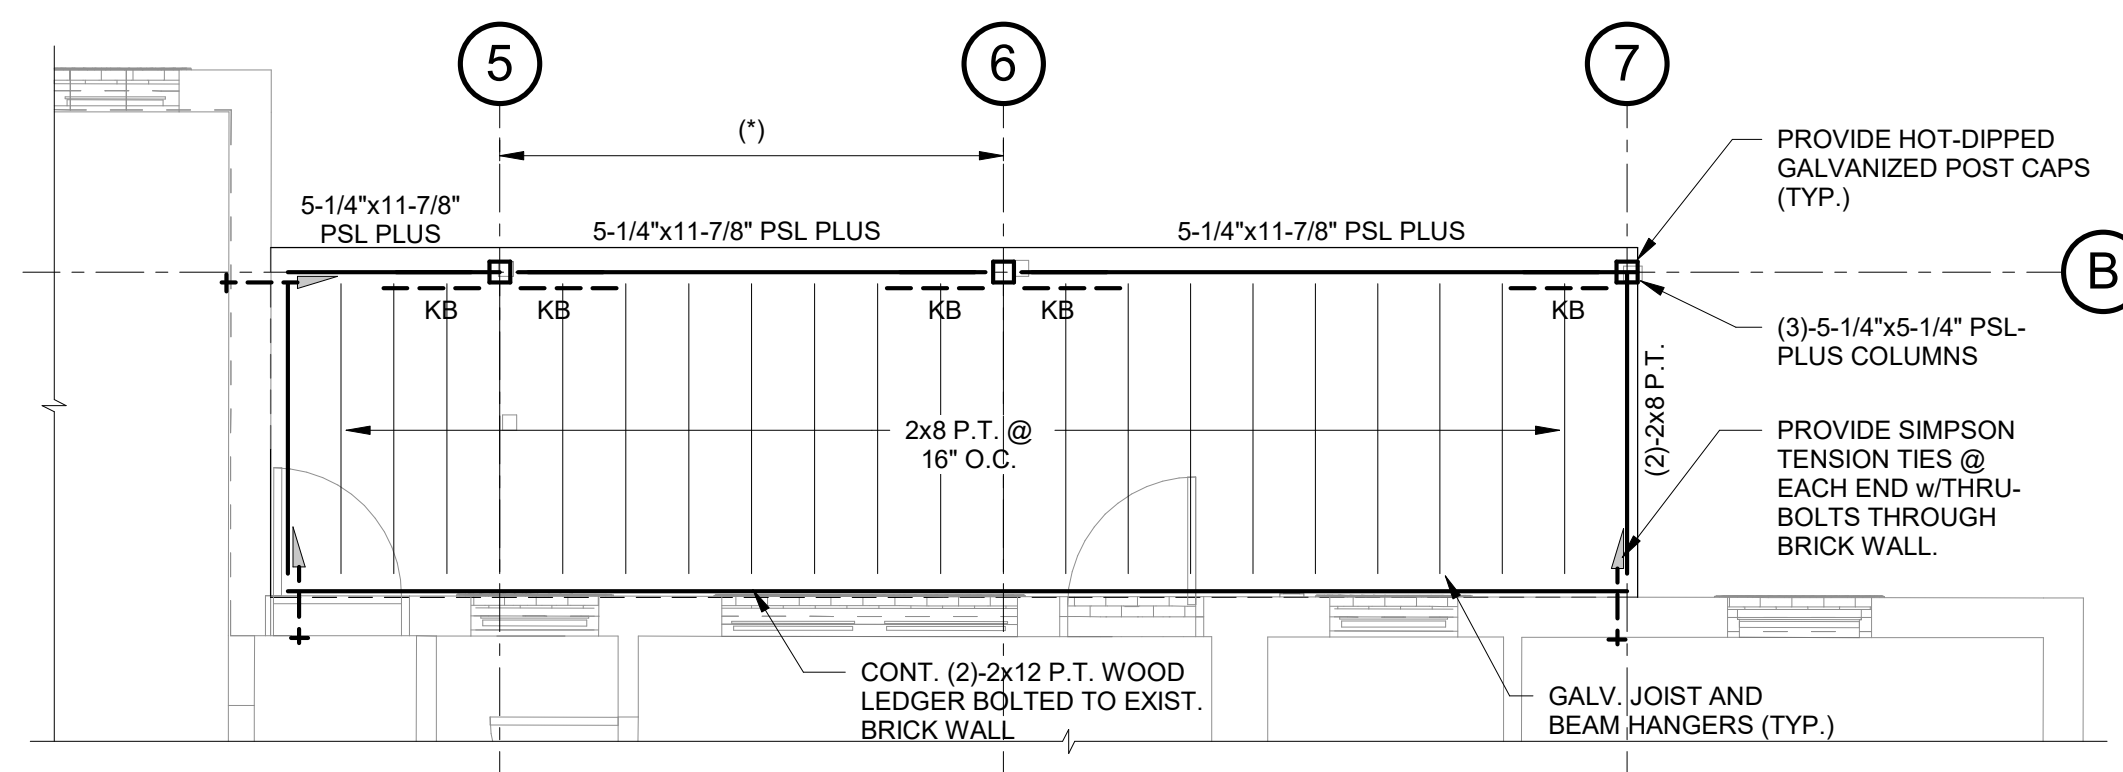 5
6
7
(*)
PROVIDE HOT-DIPPED
GALVANIZED POST CAPS
(TYP.)
5-1/4"x11-7/8"
PSL PLUS
5-1/4"x11-7/8" PSL PLUS
5-1/4"x11-7/8" PSL PLUS
B
KB
KB
KB
KB
KB
(3)-5-1/4"x5-1/4" PSL-
PLUS COLUMNS
(2)-2x8 P.T.
2x8 P.T. @
16" O.C.
PROVIDE SIMPSON
TENSION TIES @
EACH END w/THRU-
BOLTS THROUGH
BRICK WALL.
CONT. (2)-2x12 P.T. WOOD
LEDGER BOLTED TO EXIST.
BRICK WALL
GALV. JOIST AND
BEAM HANGERS (TYP.)